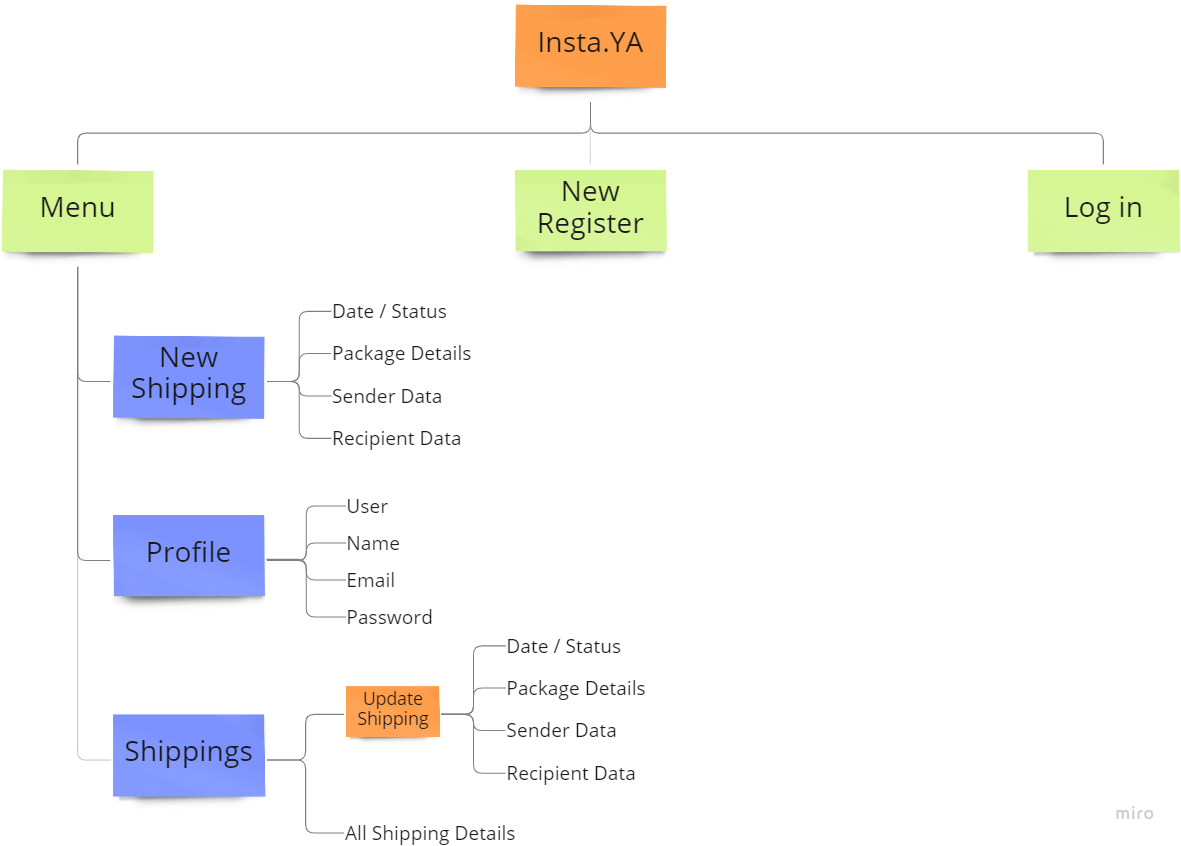 Insta.YA
Menu
New
Register
Log in
New
Shipping
Date / Status
Package Details
Sender Data
Recipient Data
Profile
User
Name
Email
Password
Shippings
Update
Shipping
Date / Status
Package Details
Sender Data
Recipient Data
All Shipping Details
miro